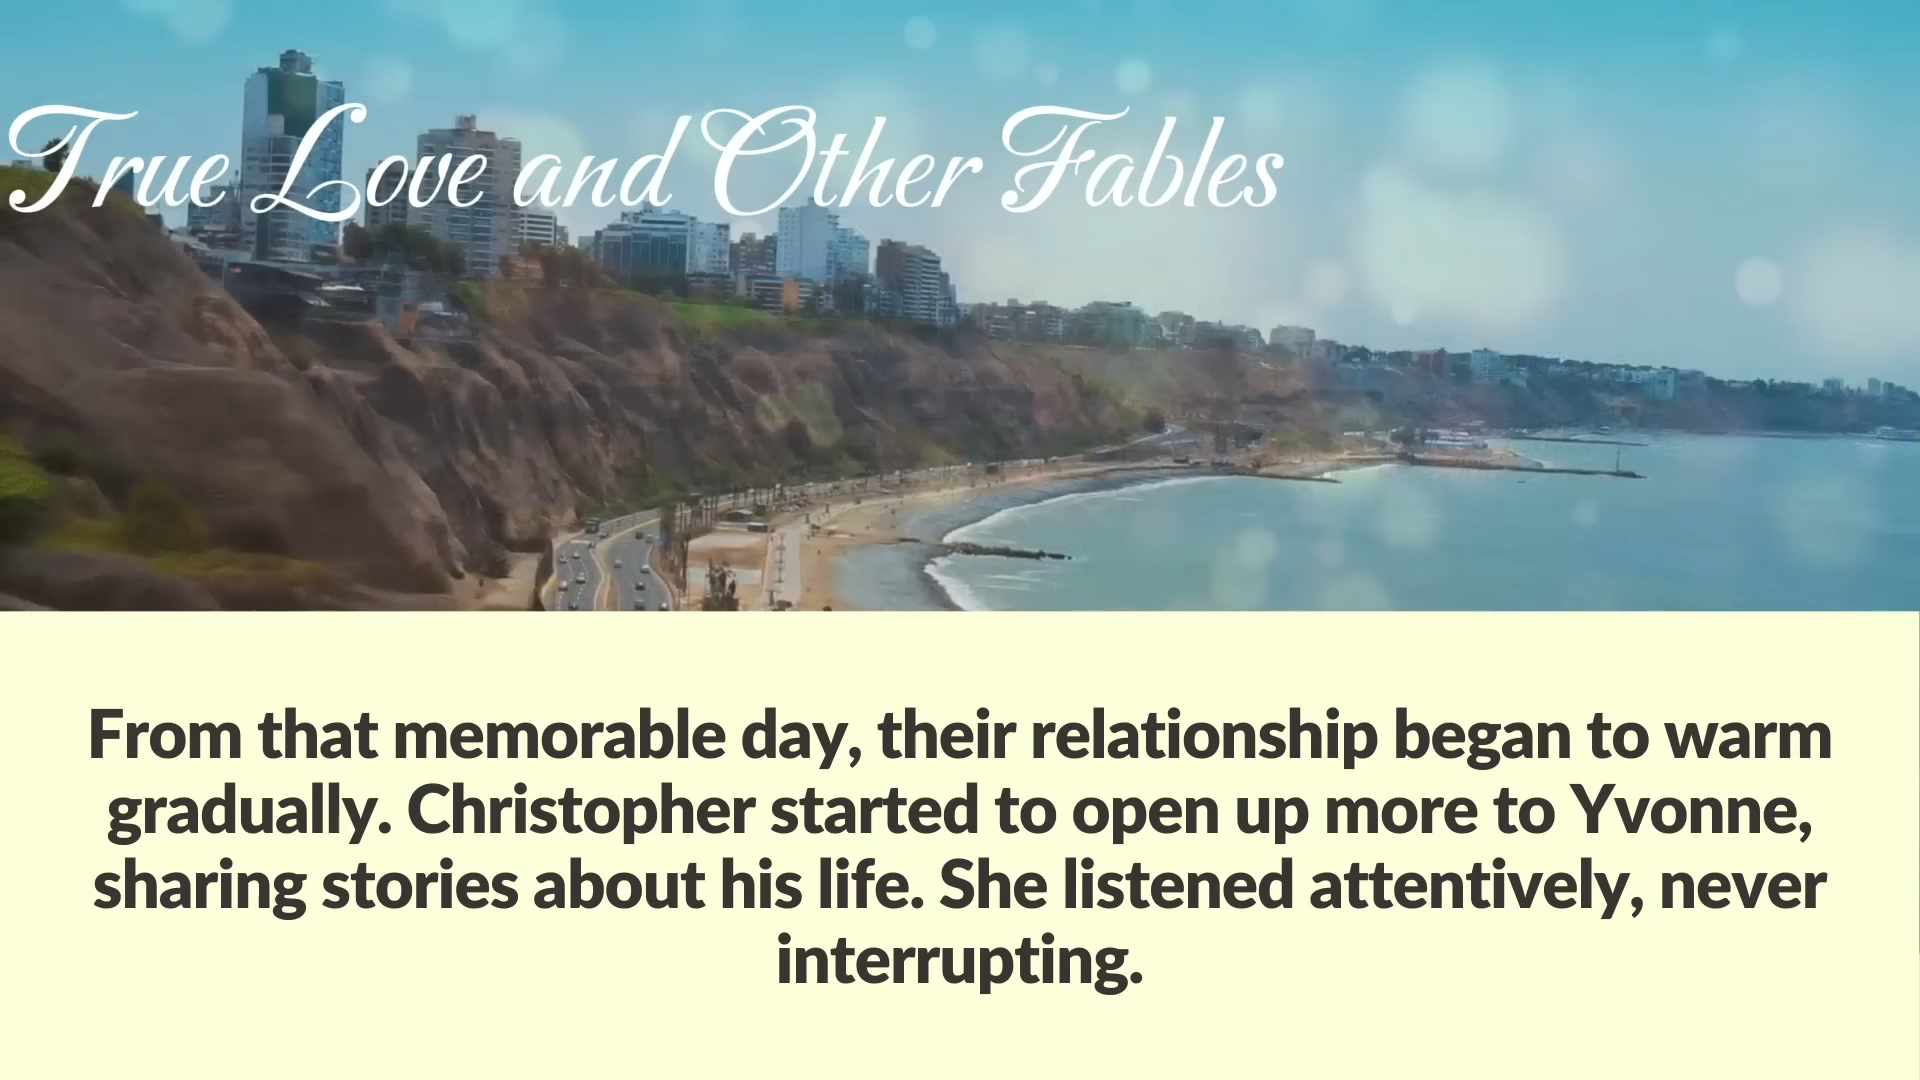 True Love and Other Fables
From that memorable day, their relationship began to warm
gradually. Christopher started to open up more to Yvonne,
sharing stories about his life. She listened attentively, never
interrupting.